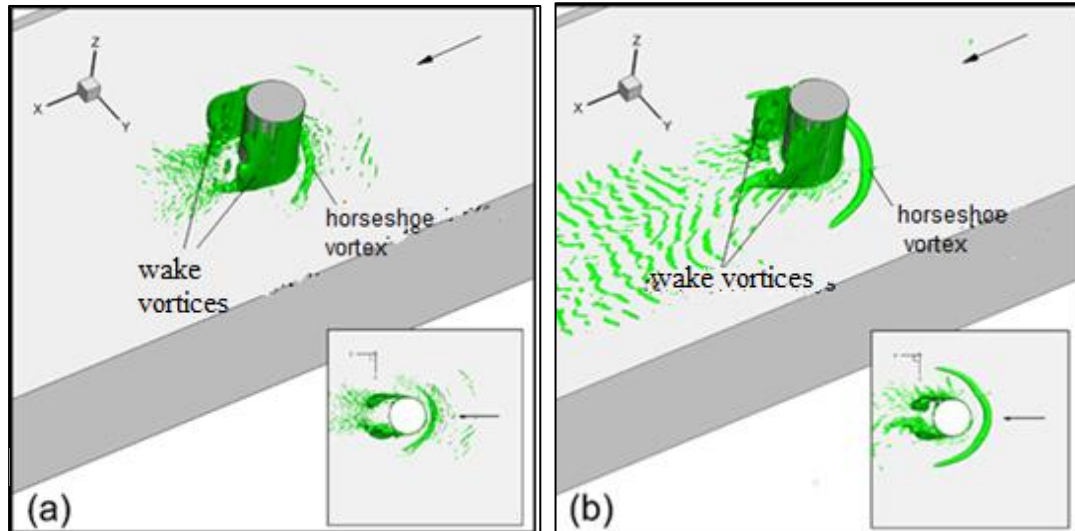 Z
X
Y
horseshoe
vortex
wake
vortices
(a)
Z
X
Y
horseshoe
vortex
wake vortices
(b)